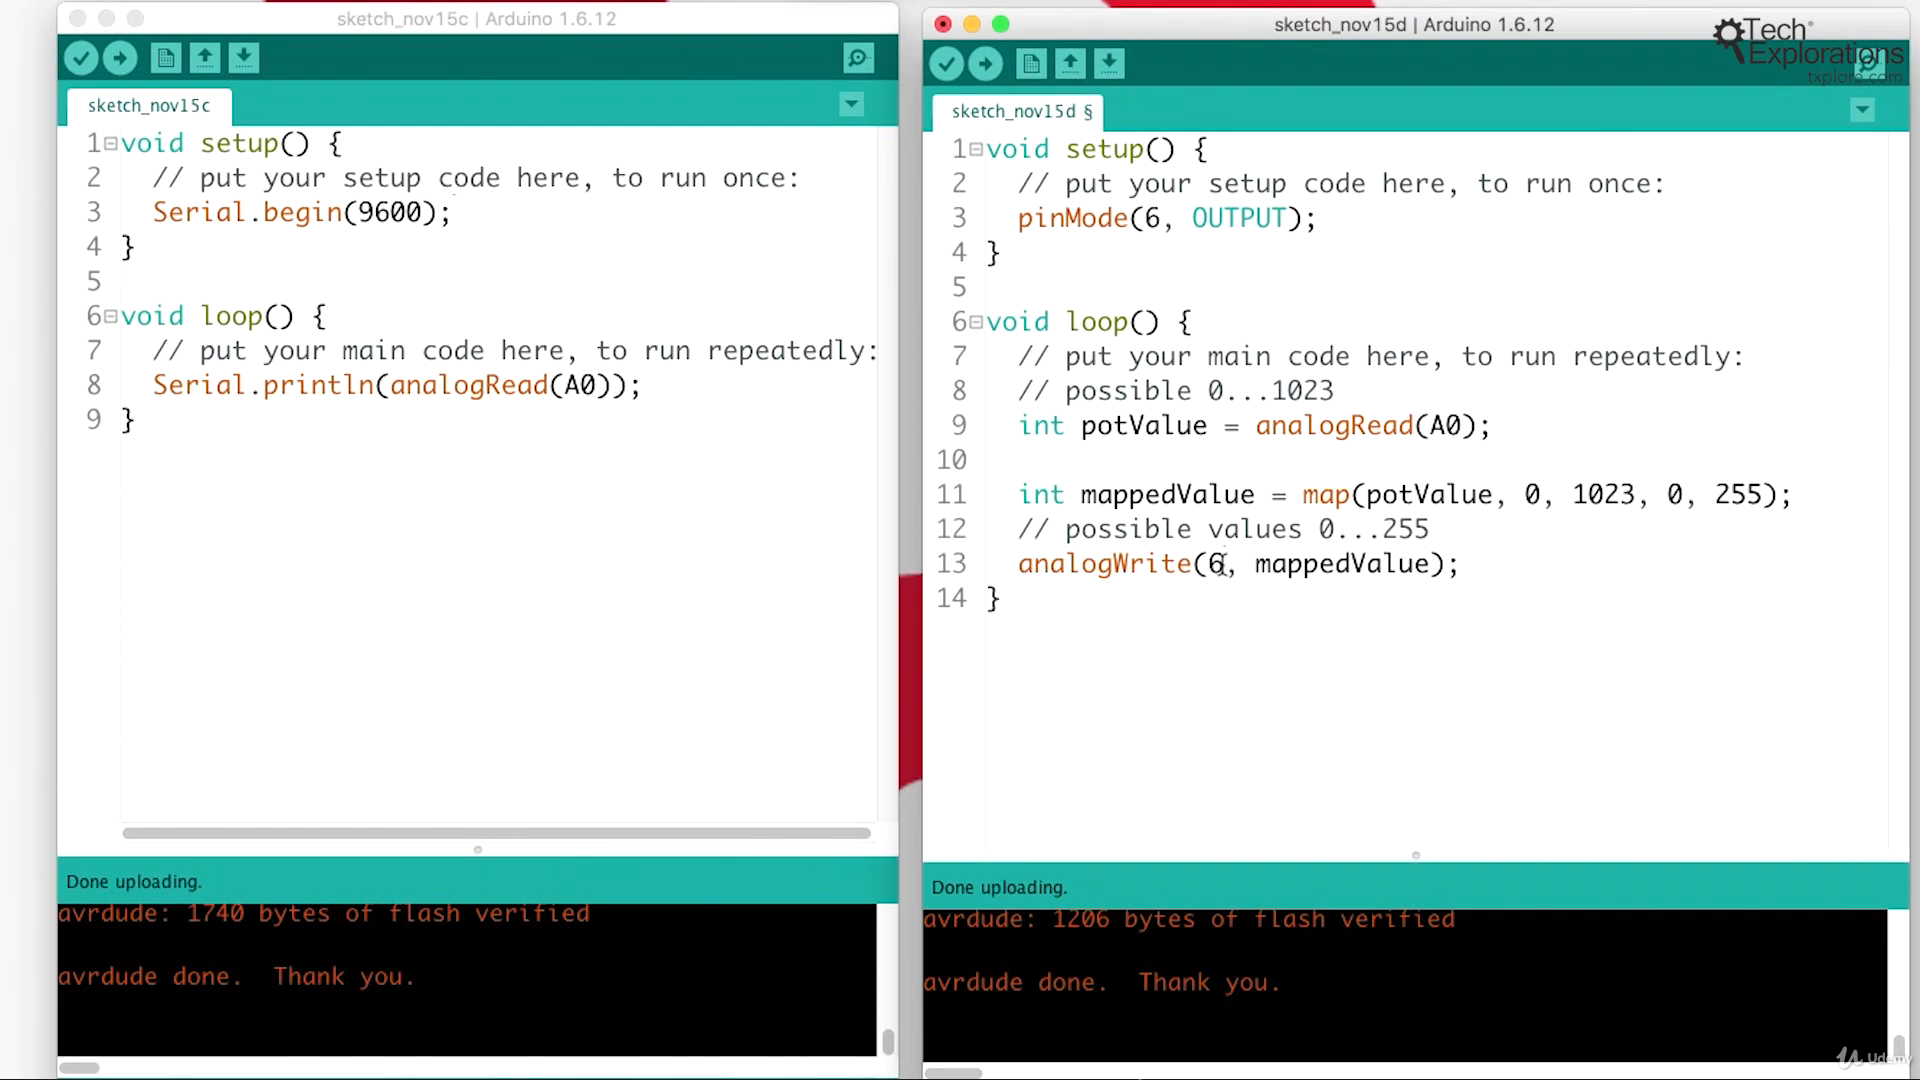 sketch_nov15c | Arduino 1.6.12
sketch_nov15c
1 void setup() {
2 // put your setup code here, to run once:
3 Serial.begin(9600);
4 }
5
6 void loop() {
7 // put your main code here, to run repeatedly:
8 Serial.println(analogRead(A0));
9 }
Done uploading.
avrdude: 1740 bytes of flash verified
avrdude done.  Thank you.
sketch_nov15d | Arduino 1.6.12
Tech
Explorations
txplore.com
sketch_nov15d §
1 void setup() {
2 // put your setup code here, to run once:
3 pinMode(6, OUTPUT);
4 }
5
6 void loop() {
7 // put your main code here, to run repeatedly:
8 // possible 0...1023
9 int potValue = analogRead(A0);
10
11 int mappedValue = map(potValue, 0, 1023, 0, 255);
12 // possible values 0...255
13 analogWrite(6, mappedValue);
14 }
Done uploading.
avrdude: 1206 bytes of flash verified
avrdude done.  Thank you.
Udemy